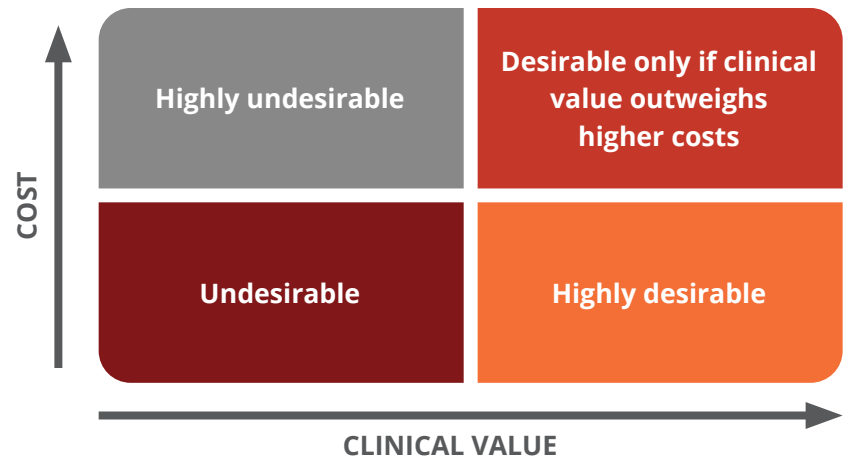 Highly undesirable
Desirable only if clinical
value outweighs
higher costs
COST
Undesirable
Highly desirable
CLINICAL VALUE